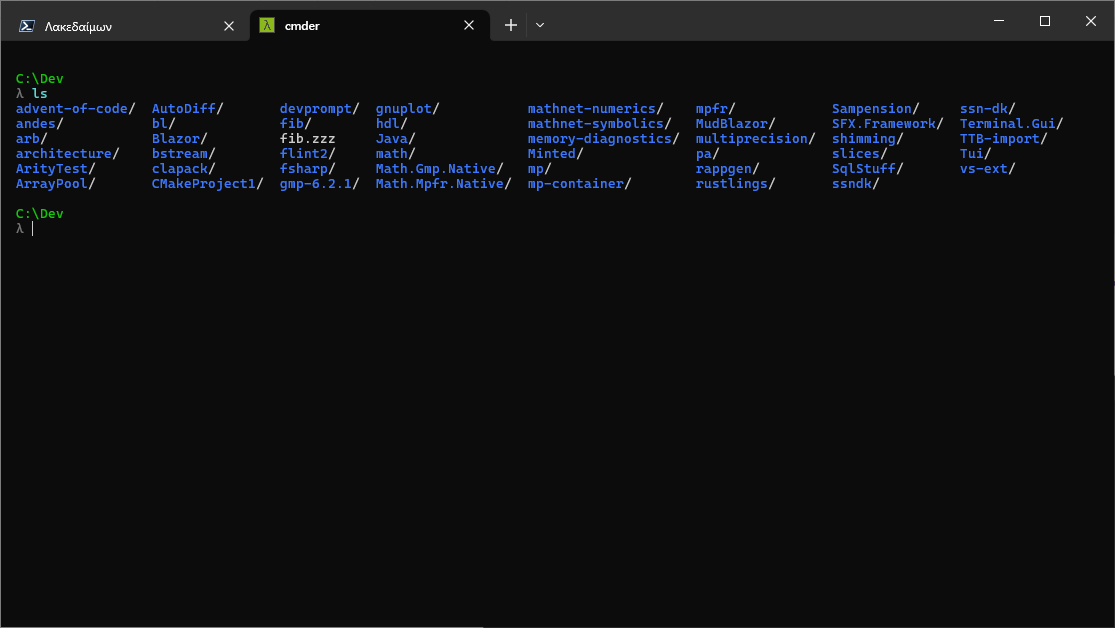 Λακεδαίμων cmder
C:\Dev
λ ls
advent-of-code/ AutoDiff/ devprompt/ gnuplot/ mathnet-numerics/ mpfr/ Sampension/ ssn-dk/
andes/ bl/ fib/ hdl/ mathnet-symbolics/ MudBlazor/ SFX.Framework/ Terminal.Gui/
arb/ Blazor/ fib.zzz Java/ memory-diagnostics/ multiprecision/ shimming/ TTB-import/
architecture/ bstream/ flint2/ math/ Minted/ pa/ slices/ Tui/
ArityTest/ clapack/ fsharp/ Math.Gmp.Native/ mp/ rappgen/ SqlStuff/ vs-ext/
ArrayPool/ CMakeProject1/ gmp-6.2.1/ Math.Mpfr.Native/ mp-container/ rustlings/ ssndk/
C:\Dev
λ